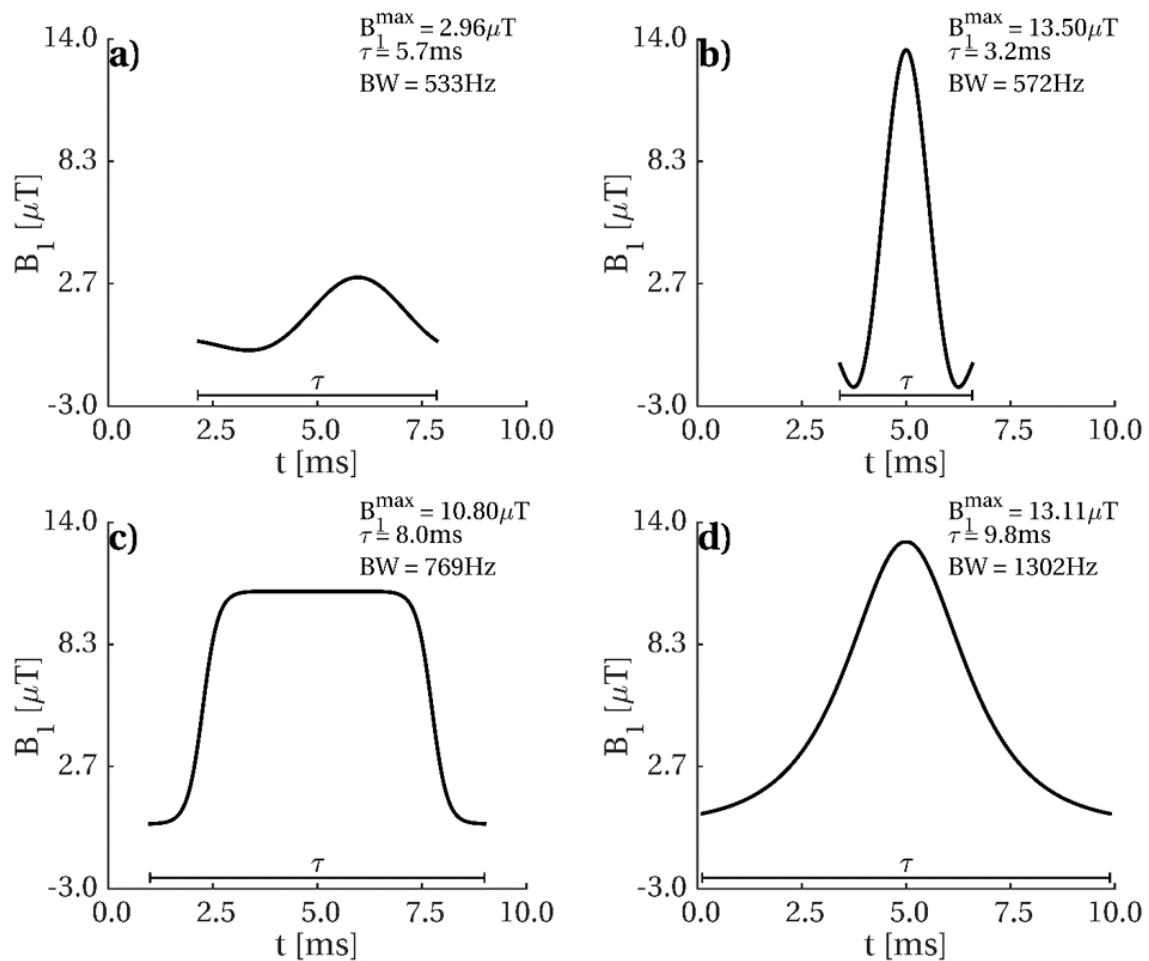 a)
B₁ᵐᵃˣ = 2.96μT
τ = 5.7ms
BW = 533Hz
14.0
8.3
2.7
-3.0
B₁ [μT]
τ
0.0 2.5 5.0 7.5 10.0
t [ms]
b)
B₁ᵐᵃˣ = 13.50μT
τ = 3.2ms
BW = 572Hz
14.0
8.3
2.7
-3.0
B₁ [μT]
τ
0.0 2.5 5.0 7.5 10.0
t [ms]
c)
B₁ᵐᵃˣ = 10.80μT
τ = 8.0ms
BW = 769Hz
14.0
8.3
2.7
-3.0
B₁ [μT]
τ
0.0 2.5 5.0 7.5 10.0
t [ms]
d)
B₁ᵐᵃˣ = 13.11μT
τ = 9.8ms
BW = 1302Hz
14.0
8.3
2.7
-3.0
B₁ [μT]
τ
0.0 2.5 5.0 7.5 10.0
t [ms]